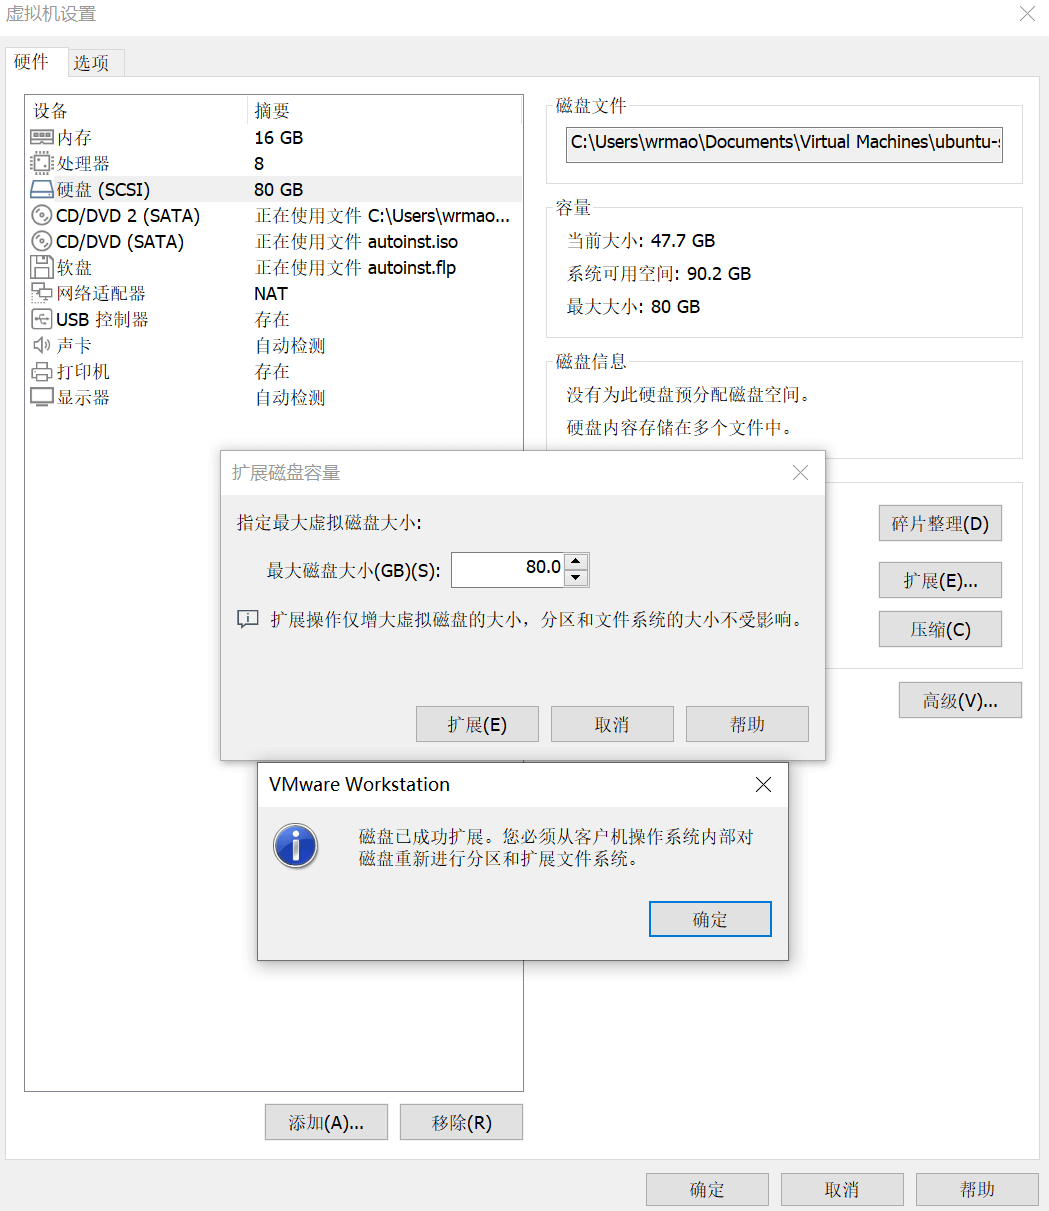 虚拟机设置
硬件 选项
设备 摘要
内存 16 GB
处理器 8
硬盘 (SCSI) 80 GB
CD/DVD 2 (SATA) 正在使用文件 C:\Users\wrmao...
CD/DVD (SATA) 正在使用文件 autoinst.iso
软盘 正在使用文件 autoinst.flp
网络适配器 NAT
USB 控制器 存在
声卡 自动检测
打印机 存在
显示器 自动检测
磁盘文件
C:\Users\wrmao\Documents\Virtual Machines\ubuntu-
容量
当前大小: 47.7 GB
系统可用空间: 90.2 GB
最大大小: 80 GB
磁盘信息
没有为此硬盘预分配磁盘空间。
硬盘内容存储在多个文件中。
碎片整理(D)
扩展(E)...
压缩(C)
高级(V)...
扩展磁盘容量
指定最大虚拟磁盘大小:
最大磁盘大小(GB)(S): 80.0
扩展操作仅增大虚拟磁盘的大小，分区和文件系统的大小不受影响。
扩展(E) 取消 帮助
VMware Workstation
磁盘已成功扩展。您必须从客户机操作系统内部对
磁盘重新进行分区和扩展文件系统。
确定
添加(A)... 移除(R)
确定 取消 帮助